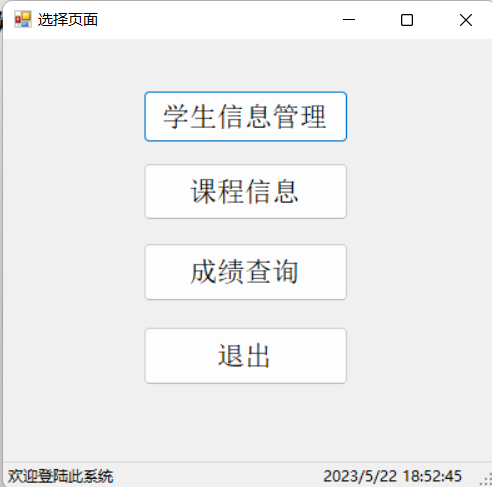 选择页面
学生信息管理
课程信息
成绩查询
退出
欢迎登陆此系统 2023/5/22 18:52:45